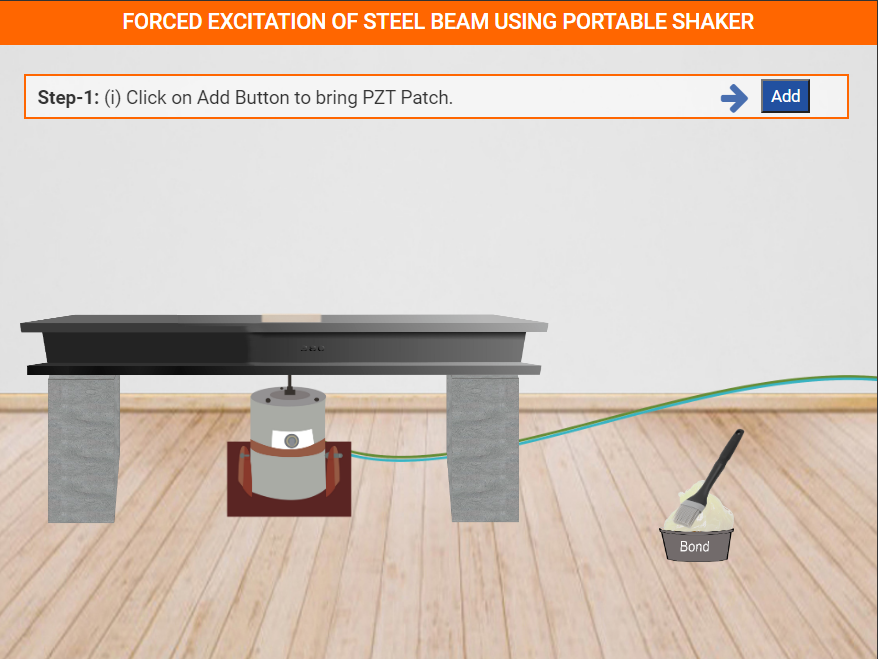 FORCED EXCITATION OF STEEL BEAM USING PORTABLE SHAKER
Step-1: (i) Click on Add Button to bring PZT Patch.
Add
Bond